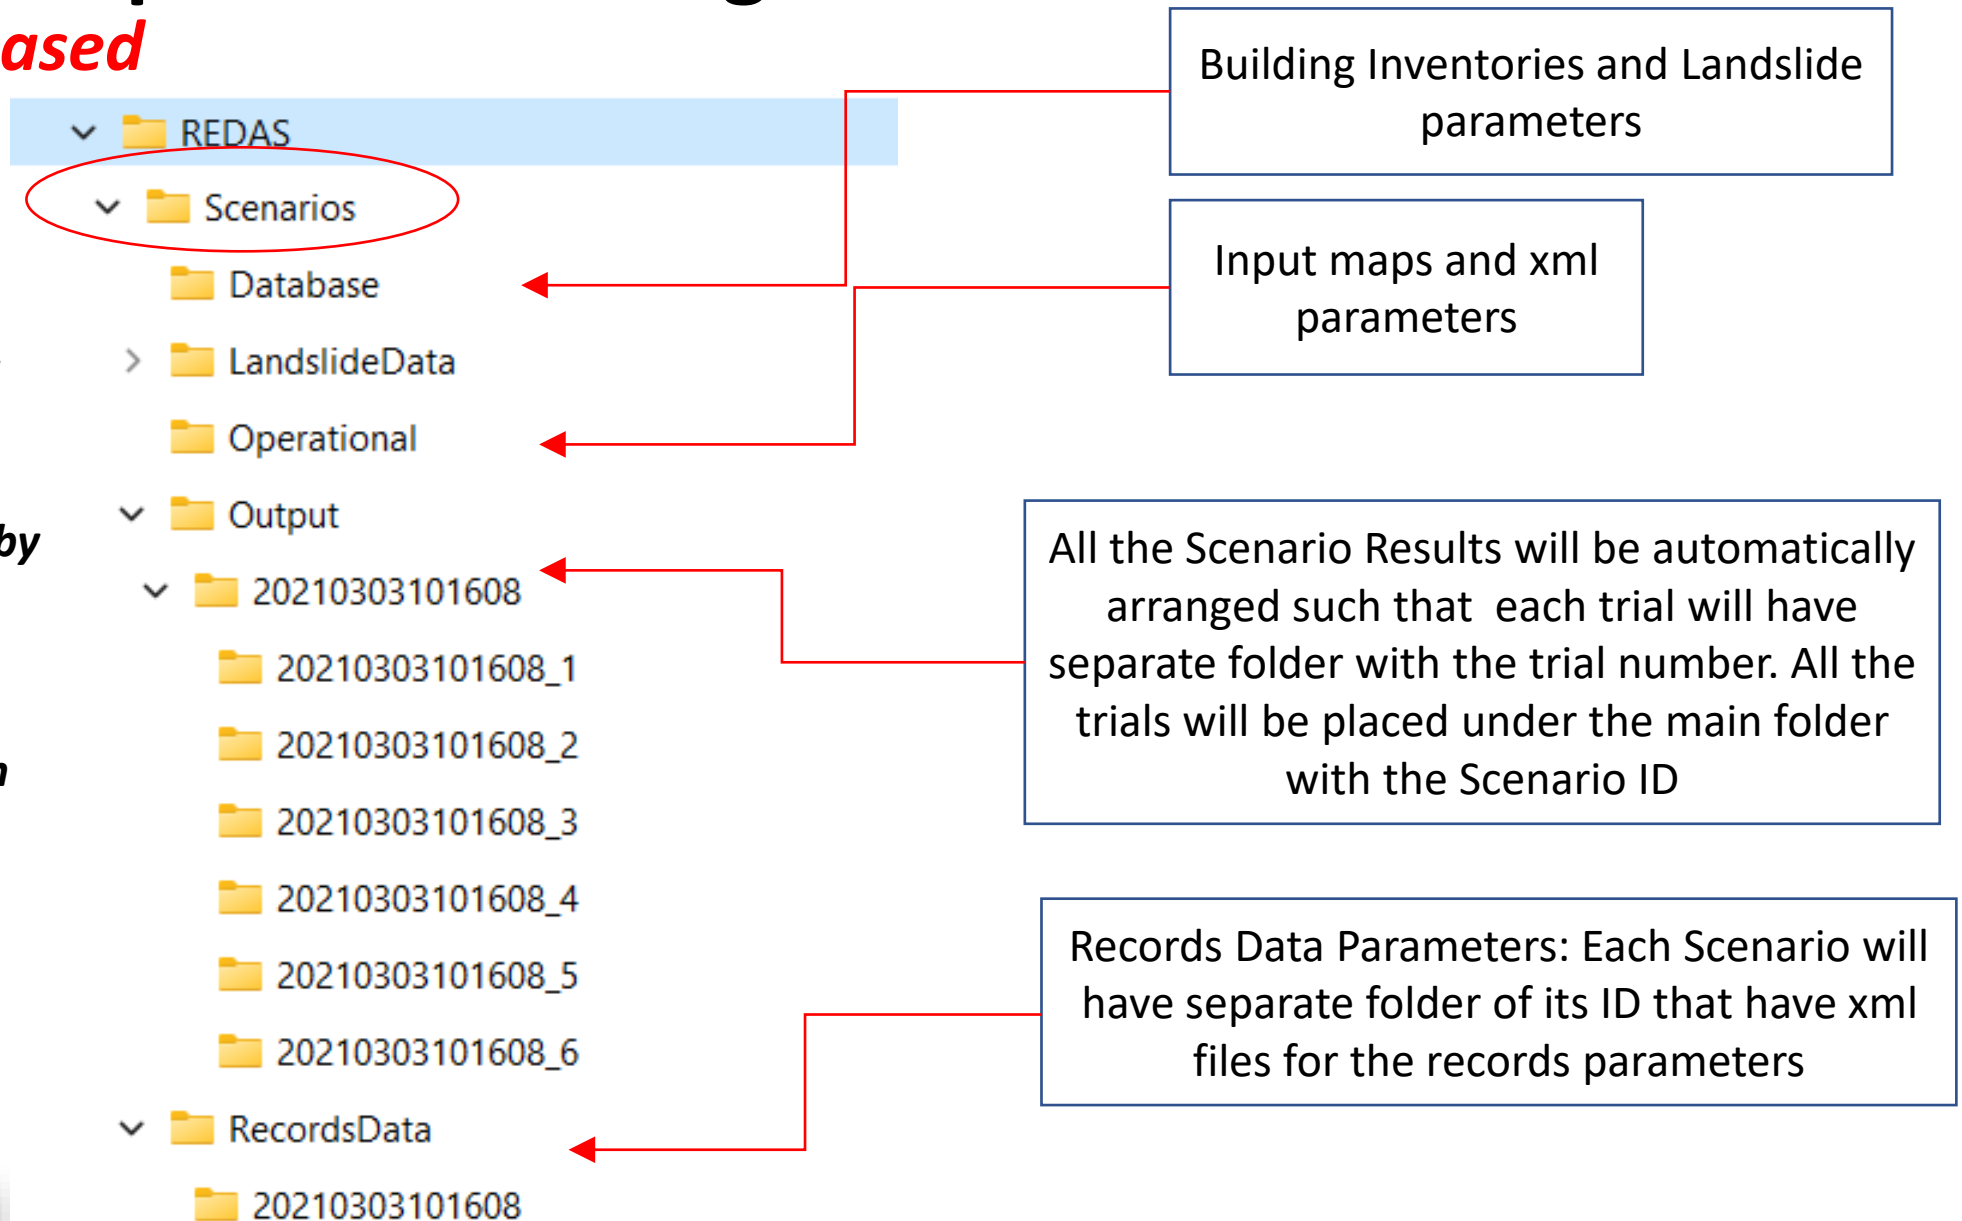 ased
REDAS
Scenarios
Database
LandslideData
Operational
Output
20210303101608
20210303101608_1
20210303101608_2
20210303101608_3
20210303101608_4
20210303101608_5
20210303101608_6
RecordsData
20210303101608
by
Building Inventories and Landslide
parameters
Input maps and xml
parameters
All the Scenario Results will be automatically
arranged such that each trial will have
separate folder with the trial number. All the
trials will be placed under the main folder
with the Scenario ID
Records Data Parameters: Each Scenario will
have separate folder of its ID that have xml
files for the records parameters